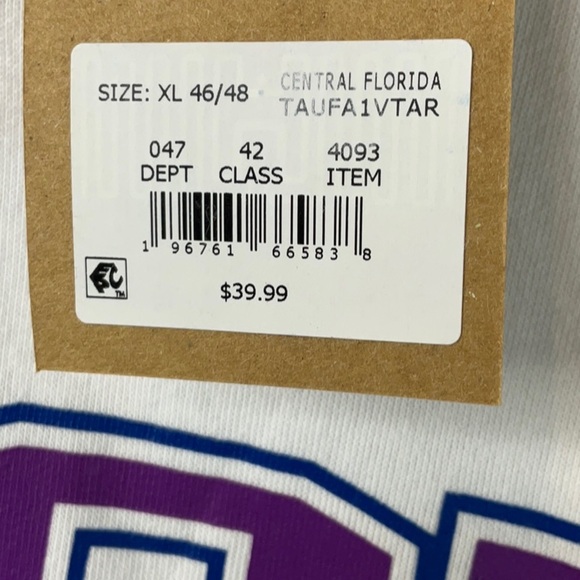 SIZE: XL 46/48
CENTRAL FLORIDA
TAUFA1VTAR
047 42 4093
DEPT CLASS ITEM
1 96761 66583 8
TM
$39.99